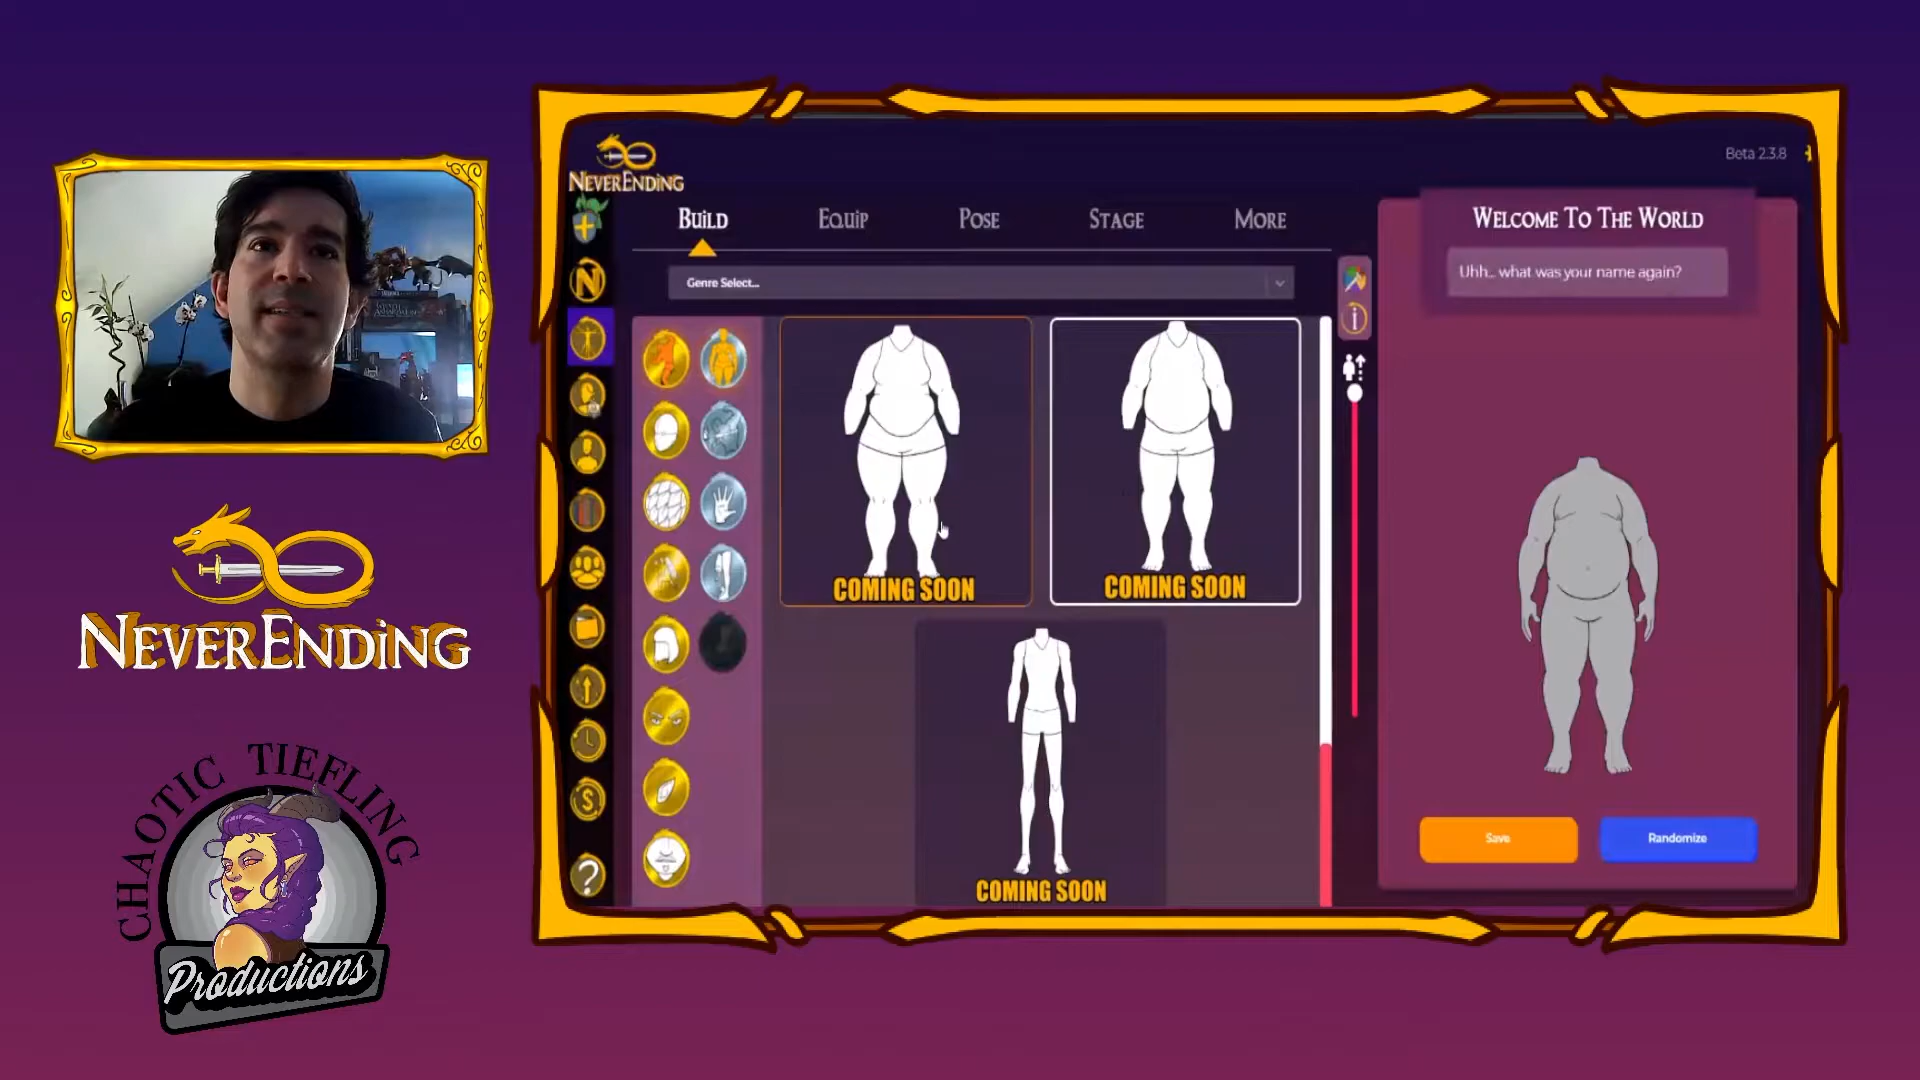 NEVERENDING
CHAOTIC TIEFLING
Productions
NEVERENDING
Beta 2.3.8
BUILD
EQUIP
POSE
STAGE
MORE
Genre Select...
COMING SOON
COMING SOON
COMING SOON
WELCOME TO THE WORLD
Uhh... what was your name again?
Save
Randomize